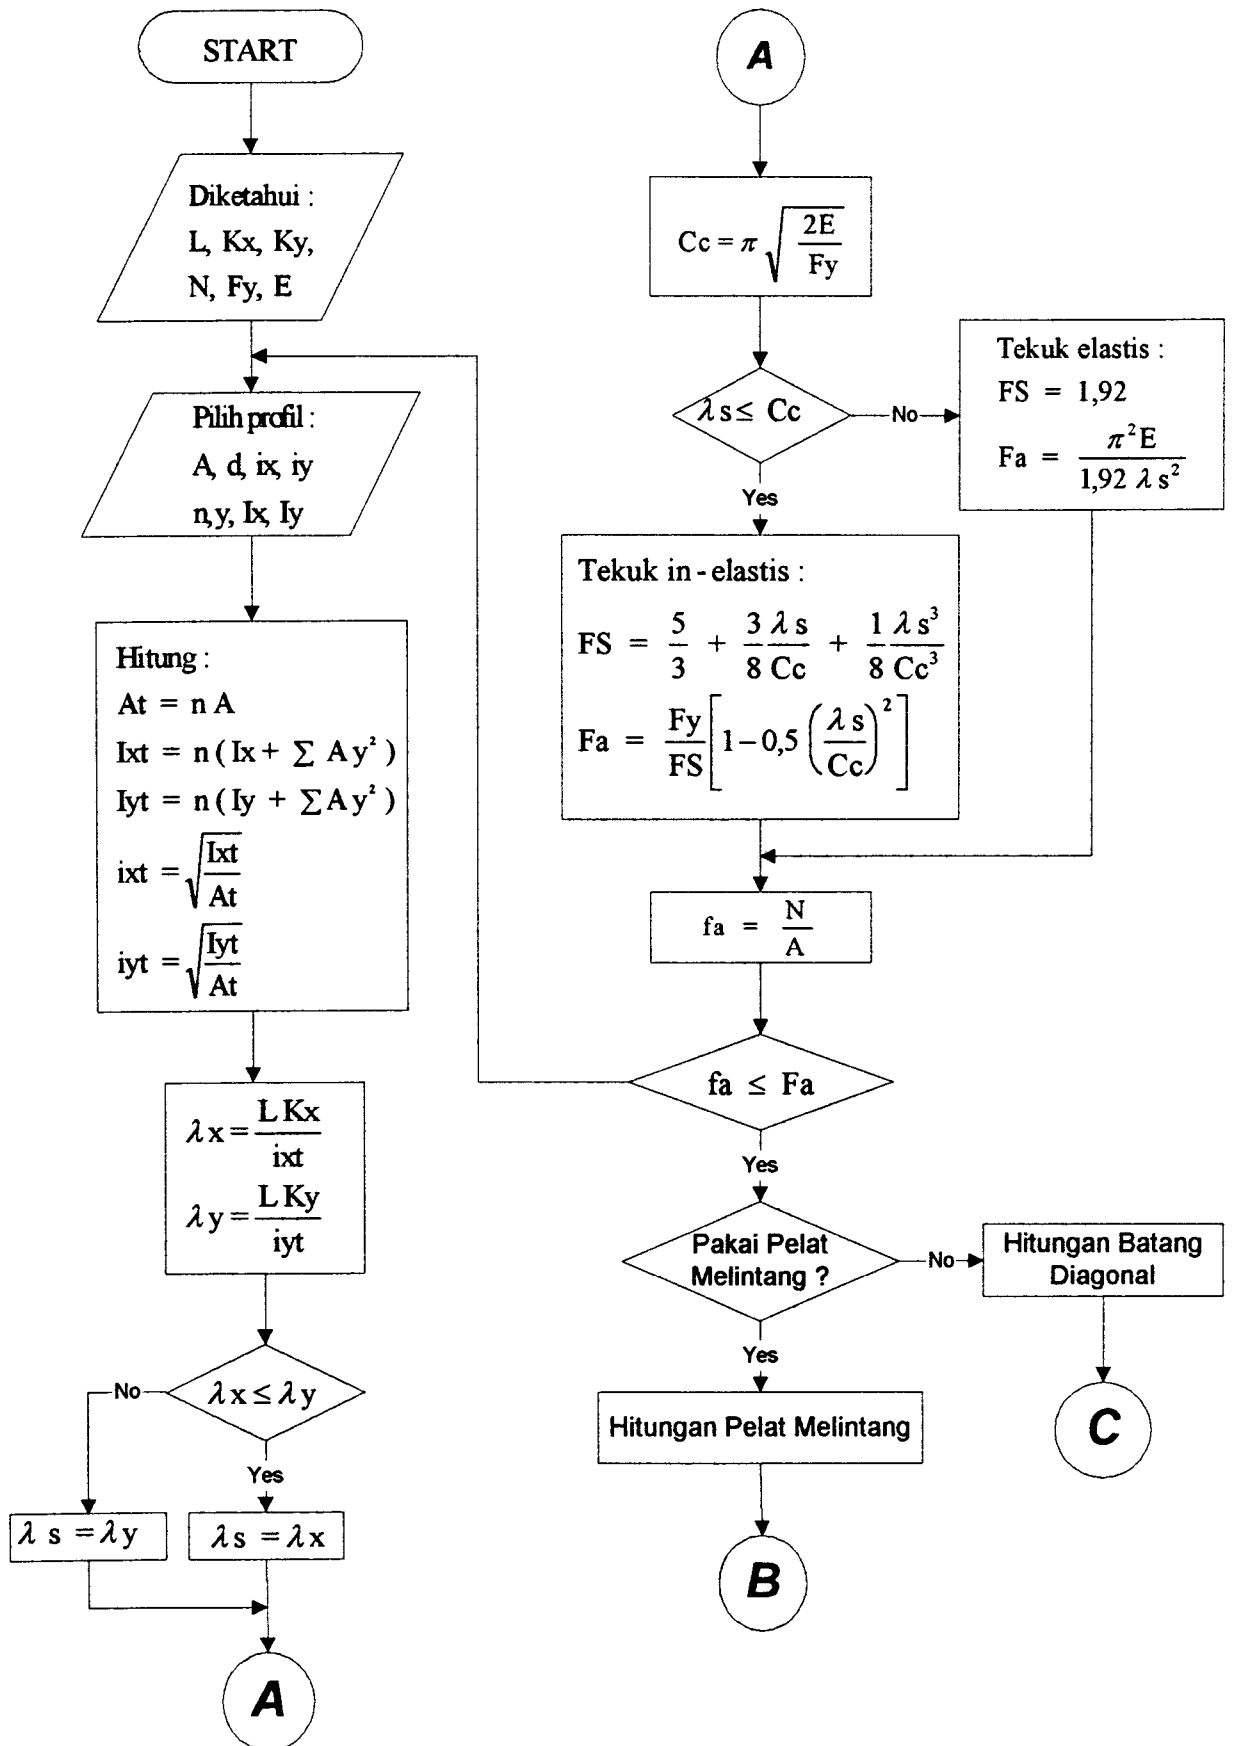 START
Diketahui :
L, Kx, Ky,
N, Fy, E
Pilih profil :
A, d, ix, iy
n,y, Ix, Iy
Hitung :
At = n A
Ixt = n ( Ix + ∑ A y² )
Iyt = n ( Iy + ∑ A y² )
ixt = √(Ixt/At)
iyt = √(Iyt/At)
λx = L Kx / ixt
λy = L Ky / iyt
λx ≤ λy
No
Yes
λ s = λy
λs = λx
A
A
Cc = π √(2E/Fy)
λ s ≤ Cc
No
Tekuk elastis :
FS = 1,92
Fa = π²E / 1,92 λ s²
Yes
Tekuk in - elastis :
FS = 5/3 + 3 λ s / 8 Cc + 1 λ s³ / 8 Cc³
Fa = Fy/FS [ 1 – 0,5 ( λ s / Cc )² ]
fa = N/A
fa ≤ Fa
Yes
Pakai Pelat
Melintang ?
No
Hitungan Batang
Diagonal
Yes
Hitungan Pelat Melintang
C
B